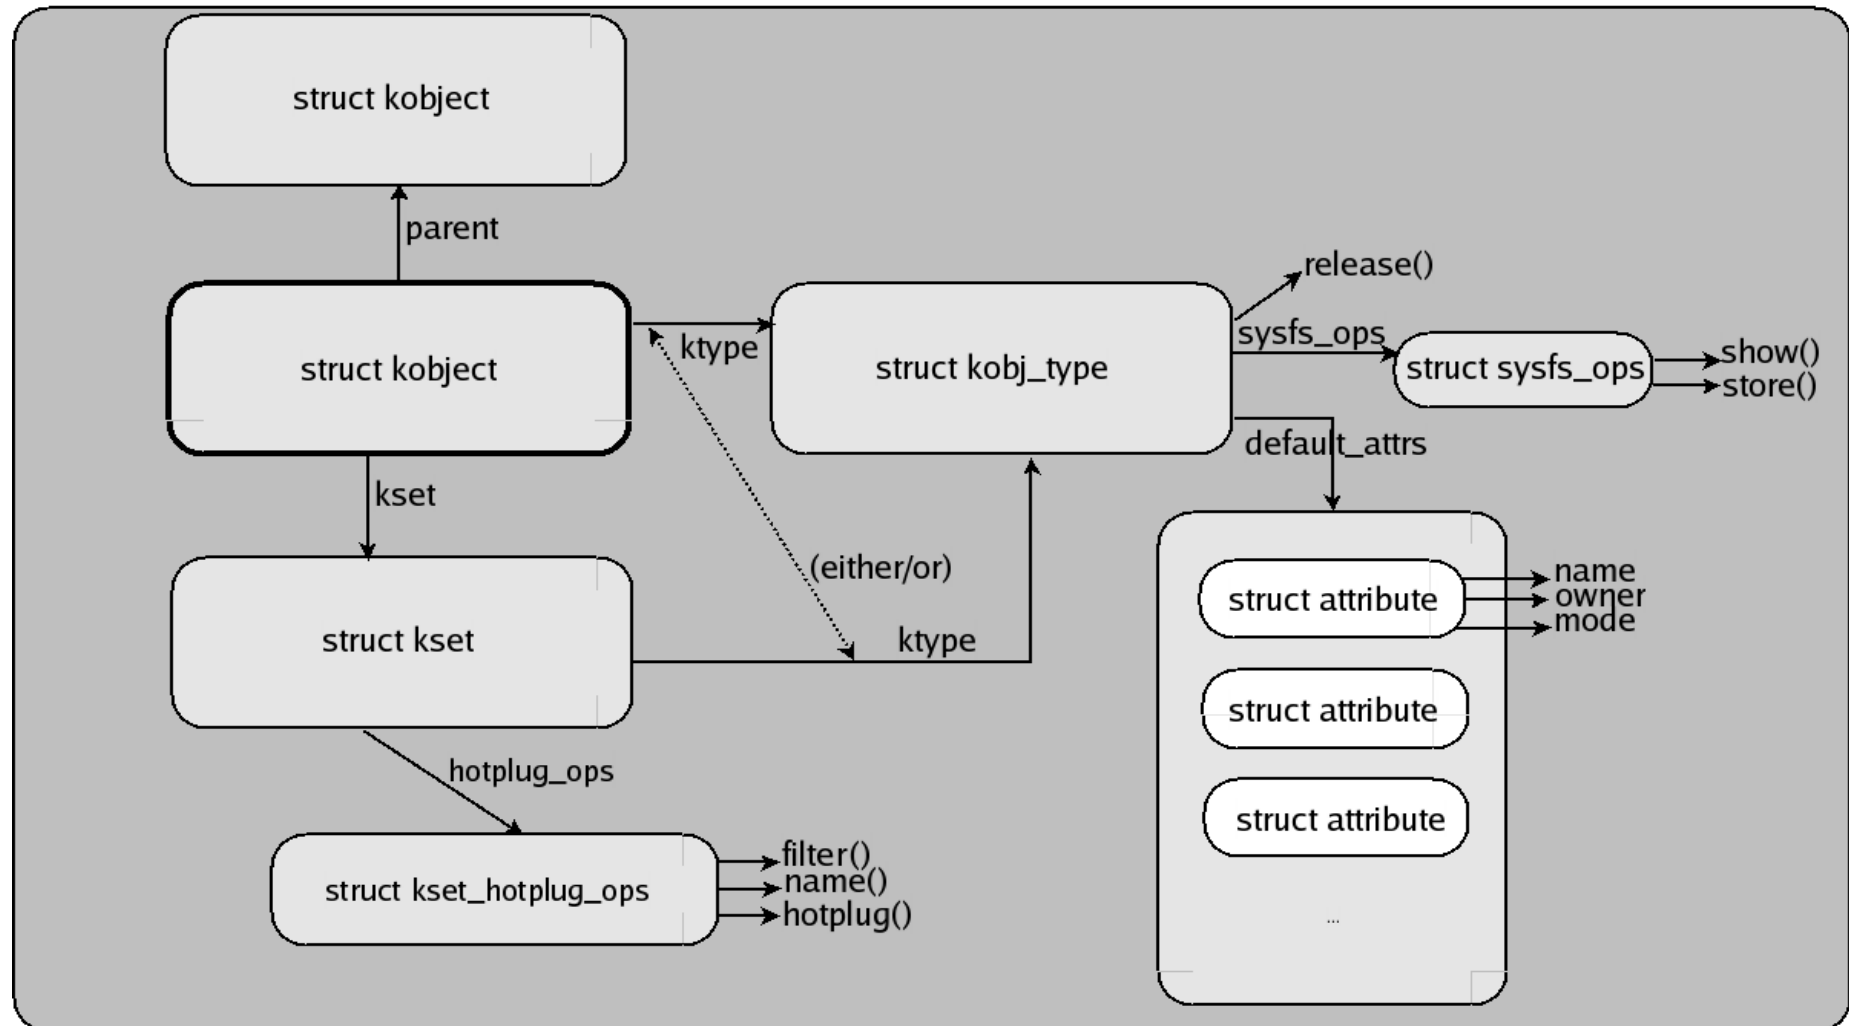 struct kobject
parent
release()
struct kobject
ktype
struct kobj_type
sysfs_ops
struct sysfs_ops
show()
store()
default_attrs
kset
(either/or)
struct kset
ktype
struct attribute
name
owner
mode
struct attribute
struct attribute
...
hotplug_ops
struct kset_hotplug_ops
filter()
name()
hotplug()